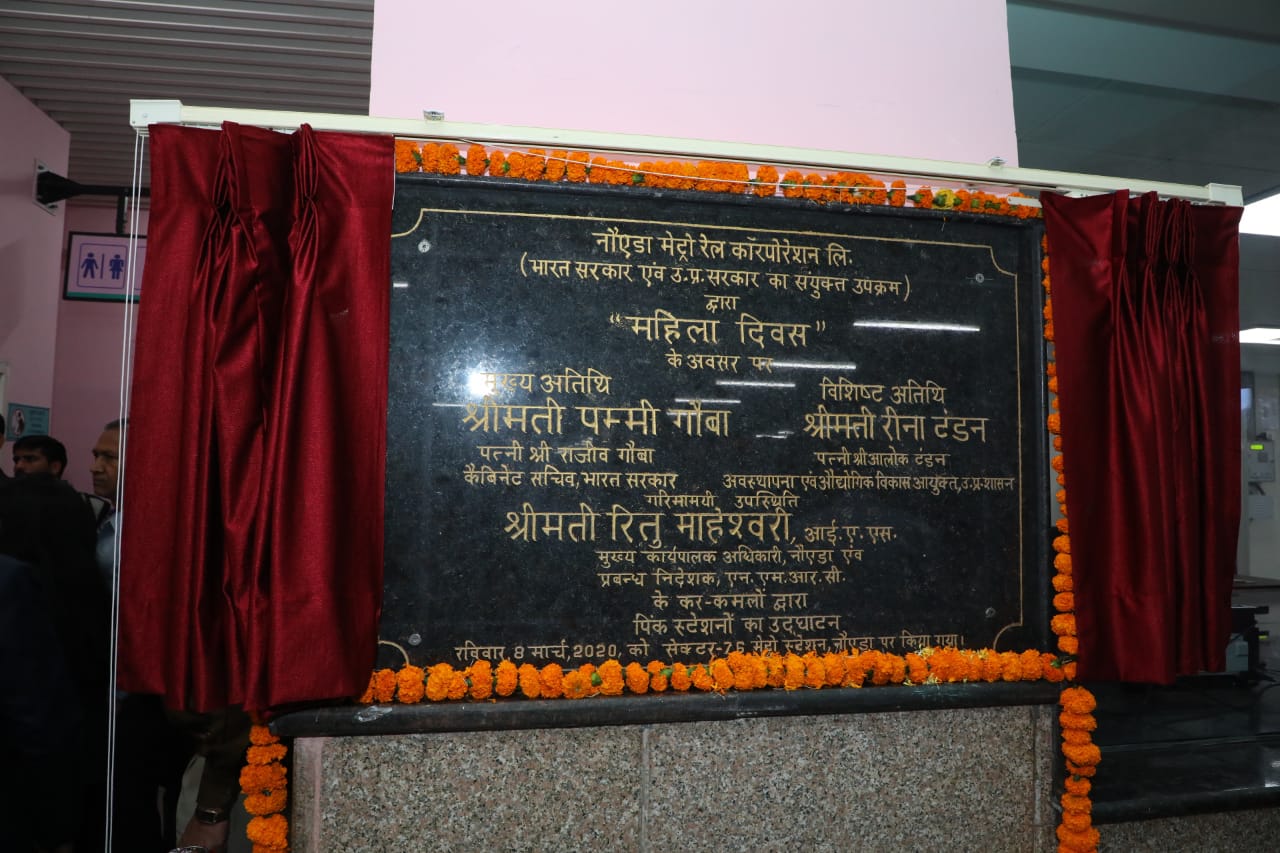 नौएडा मेट्रो रेल कॉरपोरेशन लि.
(भारत सरकार एवं उ.प्र. सरकार का संयुक्त उपक्रम)
द्वारा
"महिला दिवस"
के अवसर पर
मुख्य अतिथि
श्रीमती पम्मी गौबा
पत्नी श्री राजीव गौबा
कैबिनेट सचिव, भारत सरकार
विशिष्ट अतिथि
श्रीमती रीना टंडन
पत्नी श्री आलोक टंडन
अवस्थापना एवं औद्योगिक विकास आयुक्त, उ.प्र. शासन
गरिमामयी उपस्थिति
श्रीमती रितु माहेश्वरी, आई.ए.एस.
मुख्य कार्यपालक अधिकारी, नौएडा एंव
प्रबन्ध निदेशक, एन.एम.आर.सी.
के कर-कमलों द्वारा
पिंक स्टेशनों का उद्घाटन
रविवार 8 मार्च, 2020, को सेक्टर-76 मेट्रो स्टेशन, नौएडा पर किया गया।